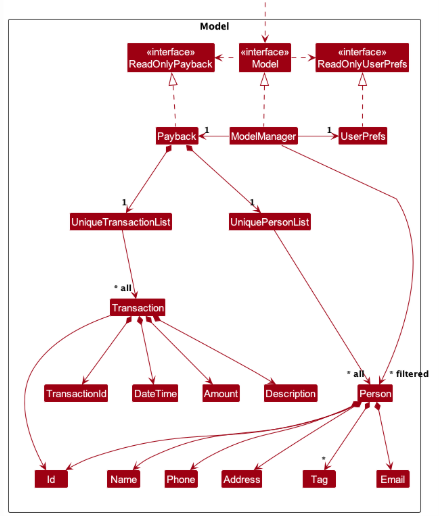 Model
«interface»
ReadOnlyPayback
«interface»
Model
«interface»
ReadOnlyUserPrefs
Payback
1
ModelManager
1
UserPrefs
1
1
UniqueTransactionList
UniquePersonList
* all
Transaction
* all
* filtered
TransactionId
DateTime
Amount
Description
Person
*
Id
Name
Phone
Address
Tag
Email